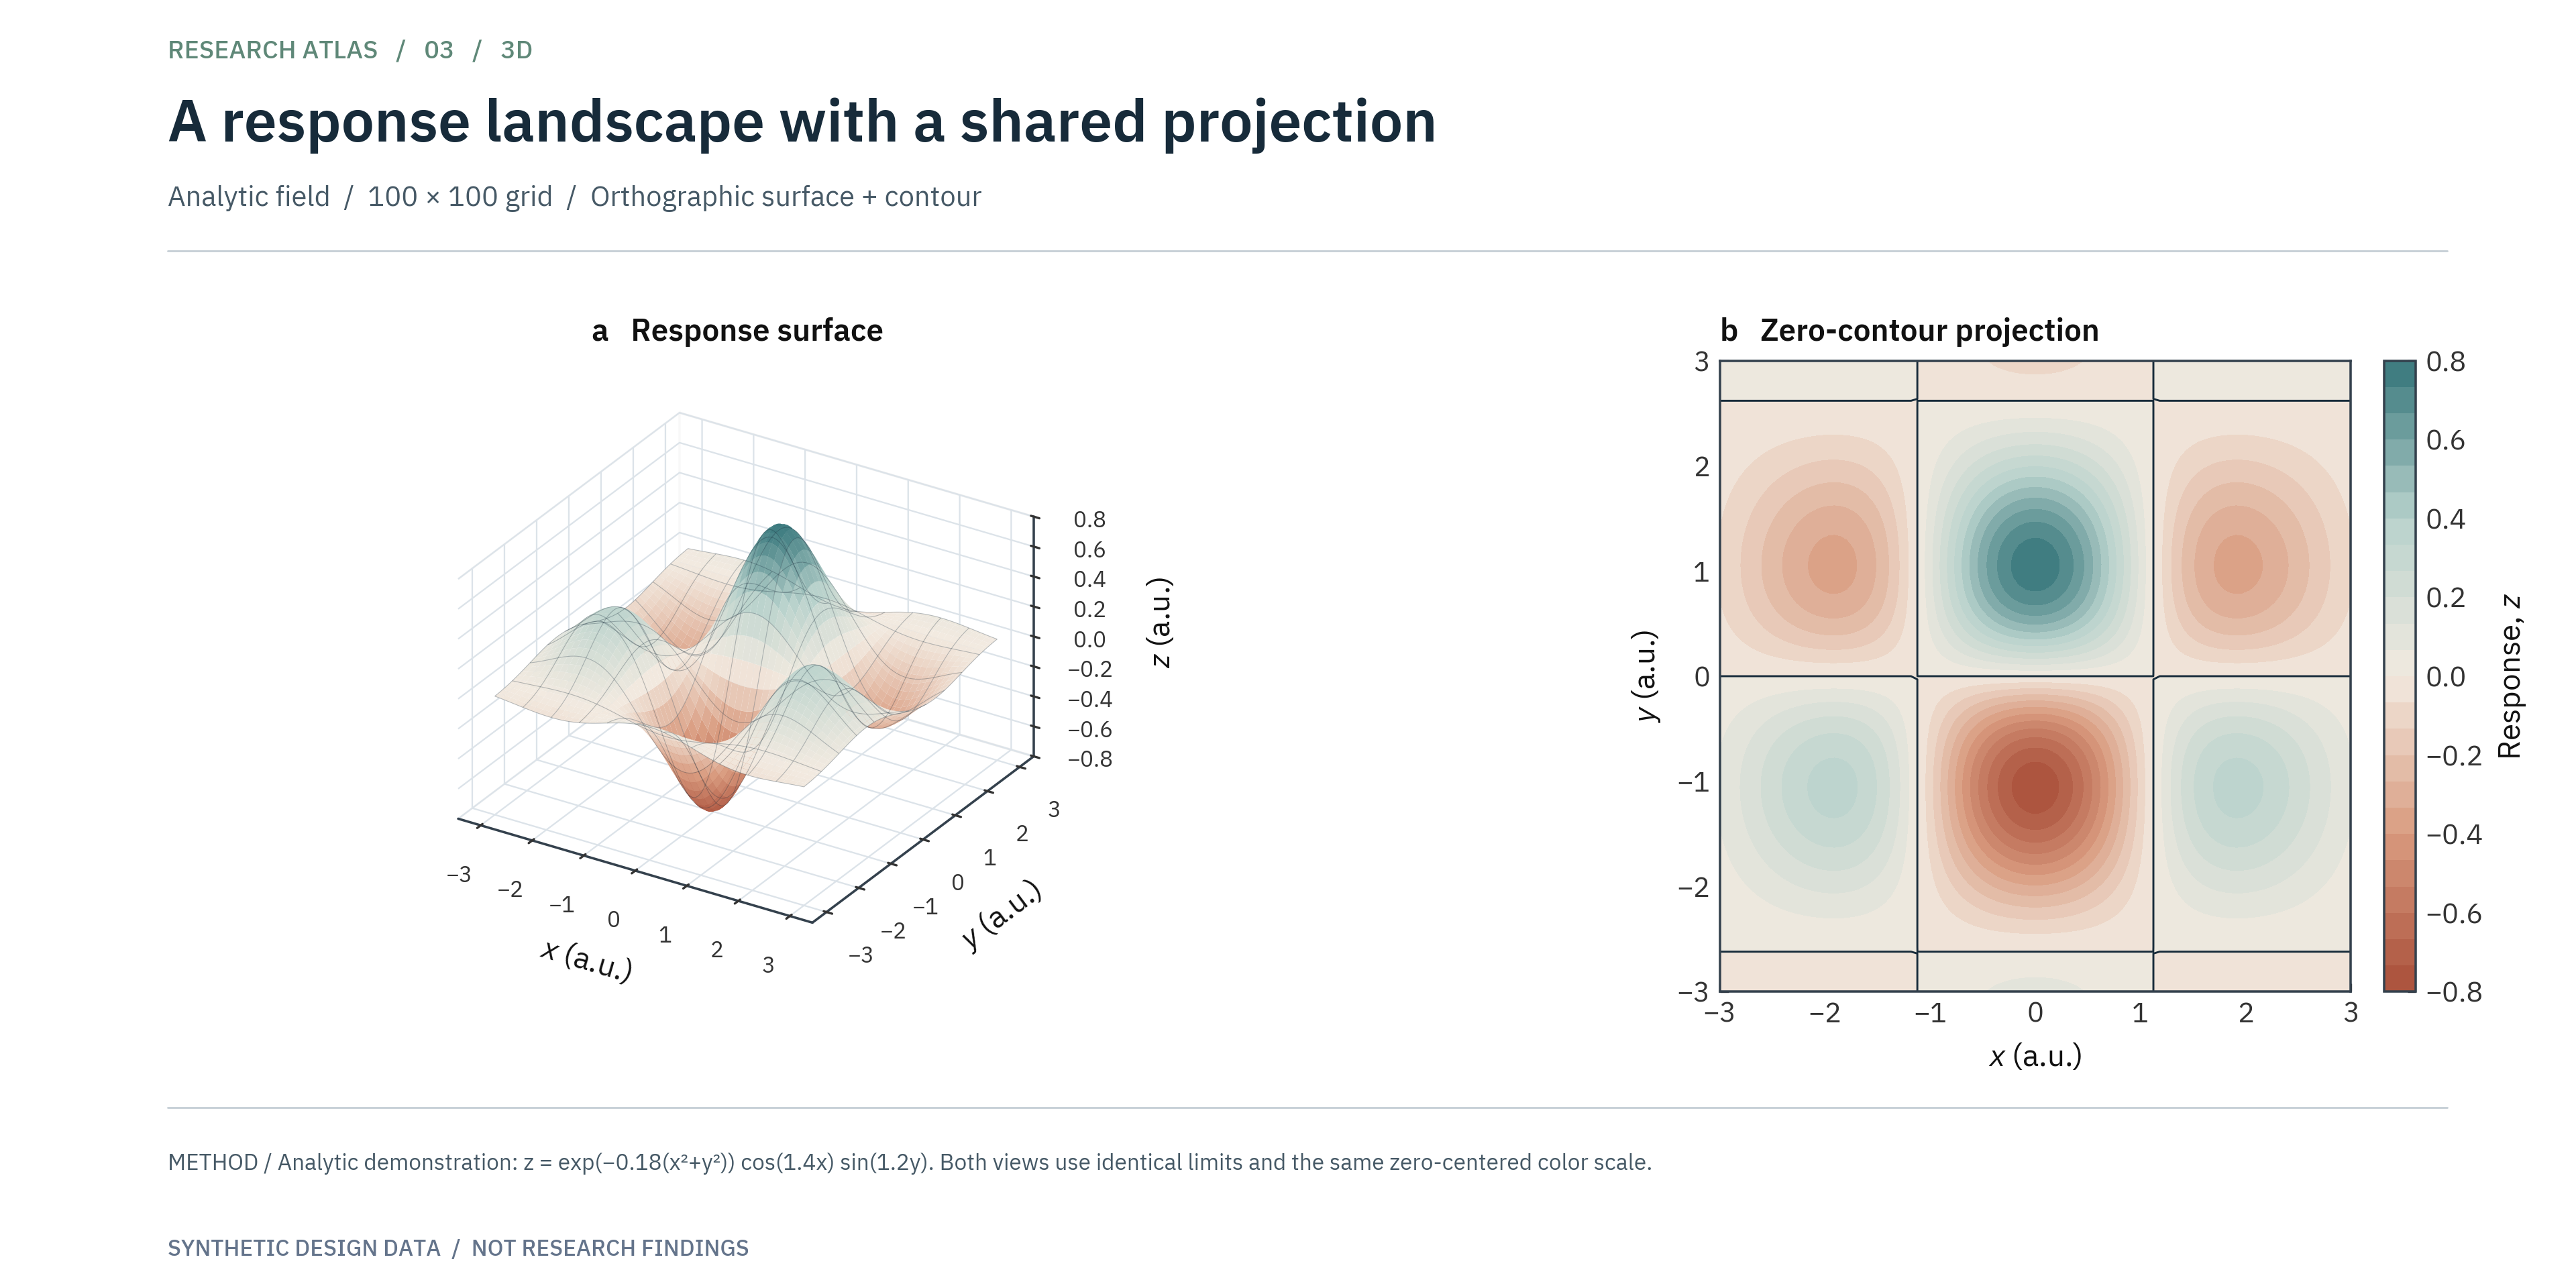 RESEARCH ATLAS / 03 / 3D
A response landscape with a shared projection
Analytic field / 100 × 100 grid / Orthographic surface + contour
a Response surface
0.8
0.6
0.4
0.2
0.0
−0.2
−0.4
−0.6
−0.8
z (a.u.)
−3
−2
−1
0
1
2
3
x (a.u.)
−3
−2
−1
0
1
2
3
y (a.u.)
b Zero-contour projection
3
2
1
0
−1
−2
−3
y (a.u.)
−3 −2 −1 0 1 2 3
x (a.u.)
0.8
0.6
0.4
0.2
0.0
−0.2
−0.4
−0.6
−0.8
Response, z
METHOD / Analytic demonstration: z = exp(−0.18(x²+y²)) cos(1.4x) sin(1.2y). Both views use identical limits and the same zero-centered color scale.
SYNTHETIC DESIGN DATA / NOT RESEARCH FINDINGS